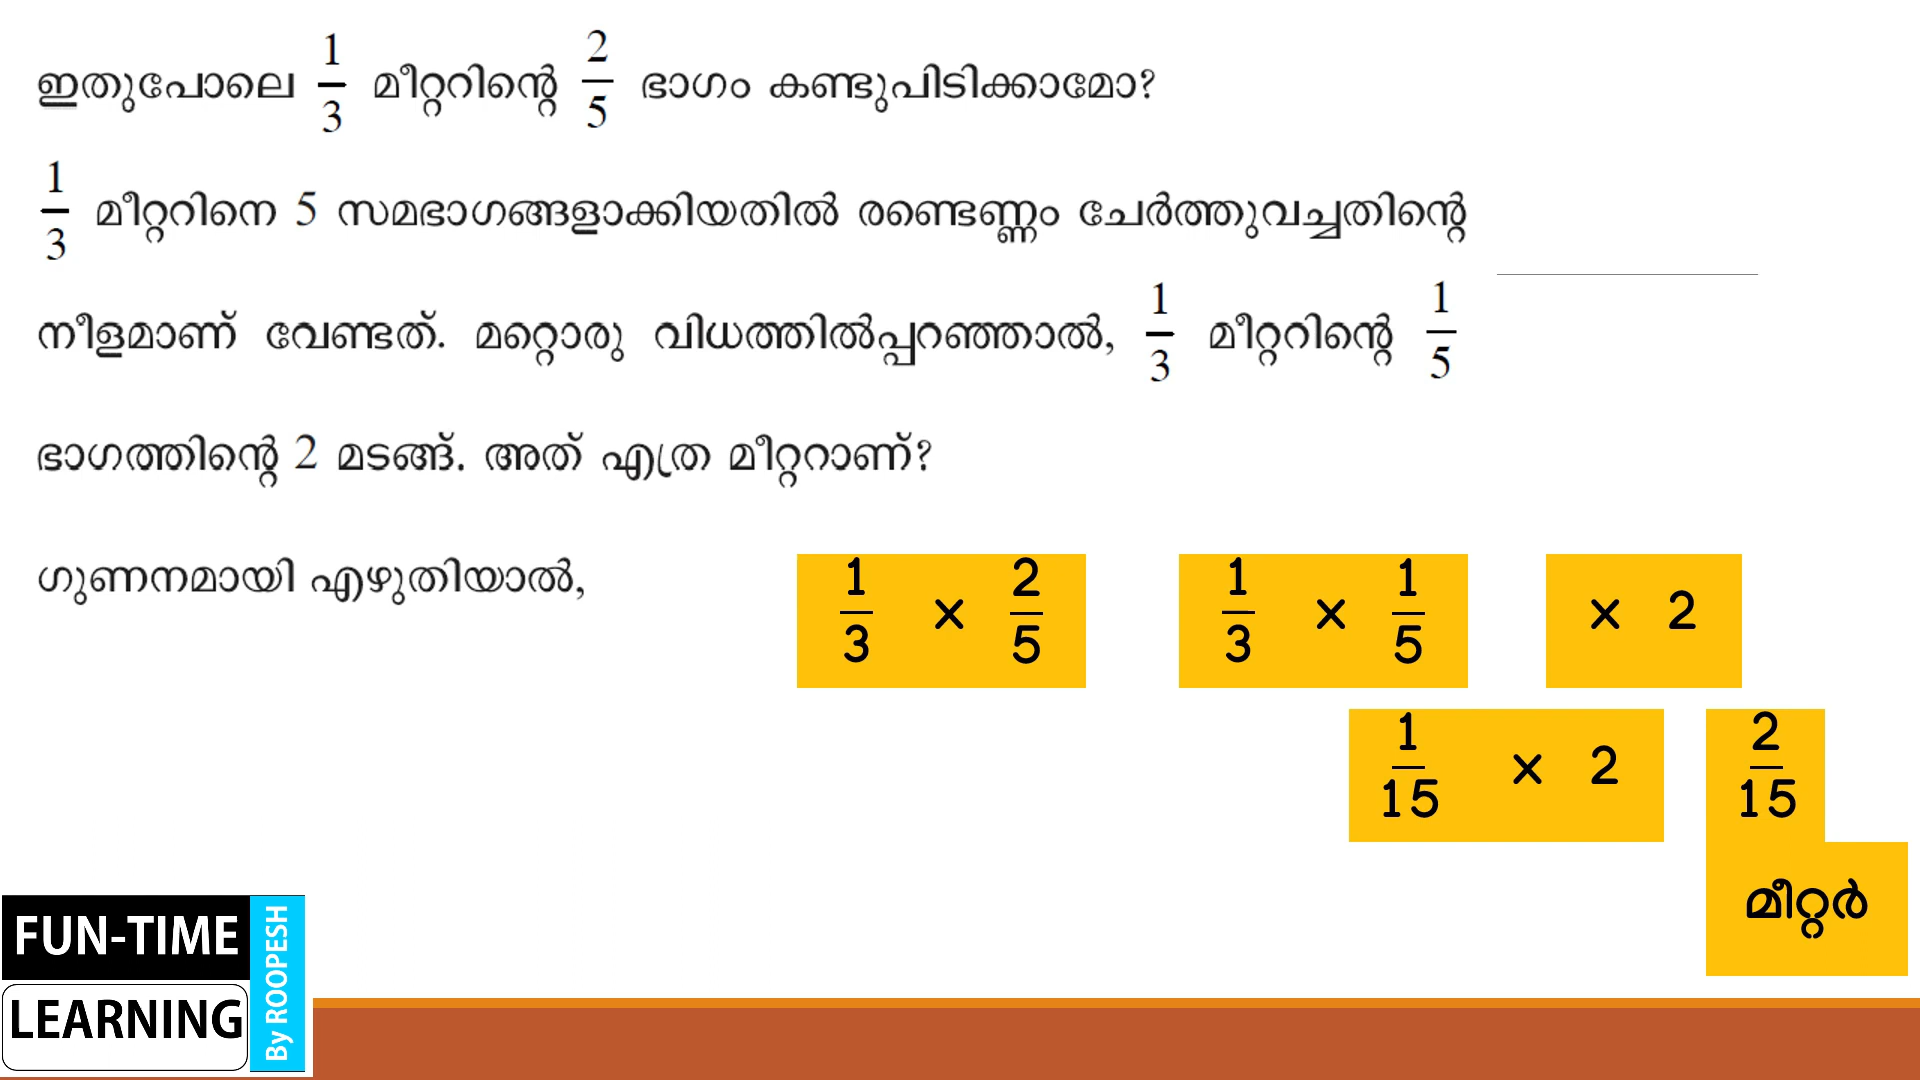 ഇതുപോലെ 1/3 മീറ്ററിന്റെ 2/5 ഭാഗം കണ്ടുപിടിക്കാമോ?
1/3 മീറ്ററിനെ 5 സമഭാഗങ്ങളാക്കിയതിൽ രണ്ടെണ്ണം ചേർത്തുവച്ചതിന്റെ
നീളമാണ് വേണ്ടത്. മറ്റൊരു വിധത്തിൽപ്പറഞ്ഞാൽ, 1/3 മീറ്ററിന്റെ 1/5
ഭാഗത്തിന്റെ 2 മടങ്ങ്. അത് എത്ര മീറ്ററാണ്?
ഗുണനമായി എഴുതിയാൽ, 1/3 x 2/5 1/3 x 1/5 x 2
1/15 x 2 2/15
മീറ്റർ
FUN-TIME
LEARNING
By ROOPESH